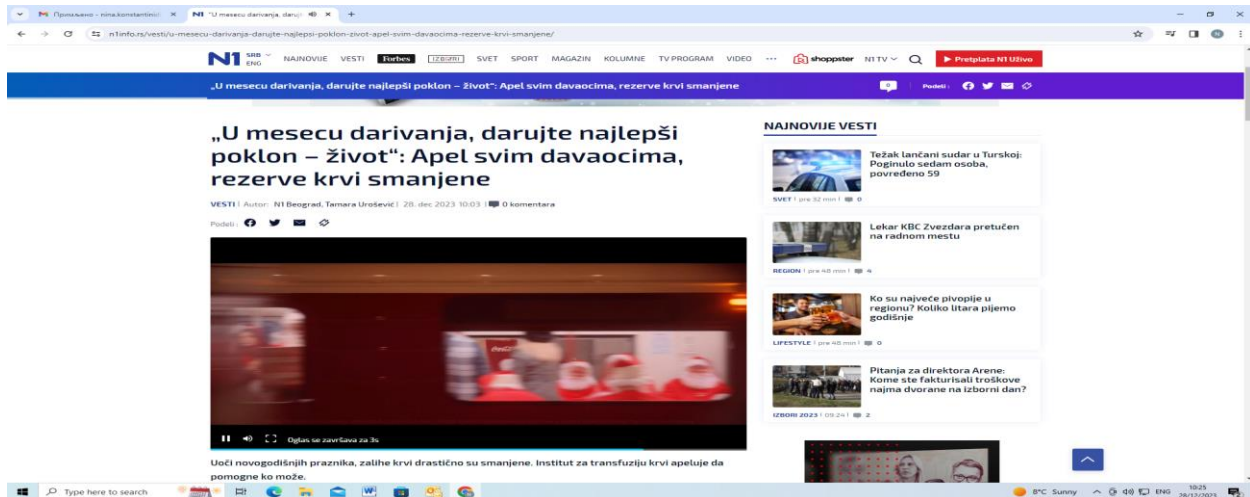 Примљено - nina.konstantinic
N1 "U mesecu darivanja, daruj
n1info.rs/vesti/u-mesecu-darivanja-darujte-najlepsi-poklon-zivot-apel-svim-davaocima-rezerve-krvi-smanjene/
N1 SRB ENG NAJNOVIJE VESTI Forbes IZBIRI SVET SPORT MAGAZIN KOLUMNE TV PROGRAM VIDEO shoppster N1 TV Pretplata N1 Uživo
„U mesecu darivanja, darujte najlepši poklon – život“: Apel svim davaocima, rezerve krvi smanjene 0 Podeli :
„U mesecu darivanja, darujte najlepši
poklon – život“: Apel svim davaocima,
rezerve krvi smanjene
VESTI | Autor: N1 Beograd, Tamara Urošević | 28. dec 2023 10:03 | 0 komentara
Podeli :
Oglas se završava za 3s
Uoči novogodišnjih praznika, zalihe krvi drastično su smanjene. Institut za transfuziju krvi apeluje da
pomogne ko može.
NAJNOVIJE VESTI
Težak lančani sudar u Turskoj:
Poginulo sedam osoba,
povređeno 59
SVET | pre 32 min | 0
Lekar KBC Zvezdara pretučen
na radnom mestu
REGION | pre 48 min | 4
Ko su najveće pivopije u
regionu? Koliko litara pijemo
godišnje
LIFESTYLE | pre 48 min | 0
Pitanja za direktora Arene:
Kome ste fakturisali troškove
najma dvorane na izborni dan?
IZBORI 2023 | 09:24 | 2
Type here to search
8°C Sunny ENG 10:25
28/12/2023